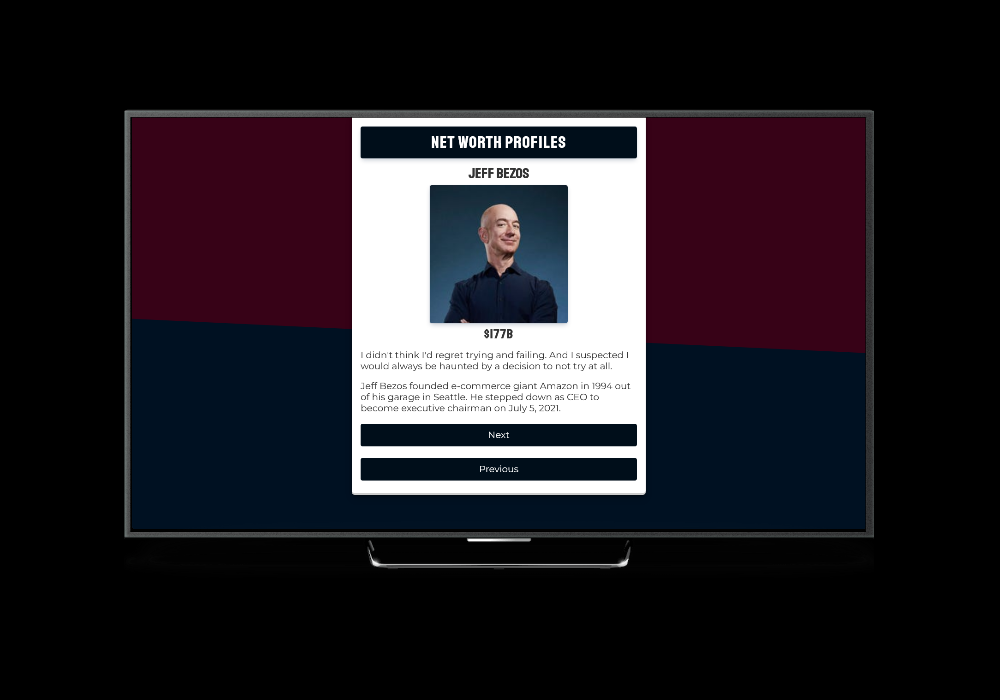 NET WORTH PROFILES
JEFF BEZOS
$177B
I didn't think I'd regret trying and failing. And I suspected I
would always be haunted by a decision to not try at all.
Jeff Bezos founded e-commerce giant Amazon in 1994 out
of his garage in Seattle. He stepped down as CEO to
become executive chairman on July 5, 2021.
Next
Previous